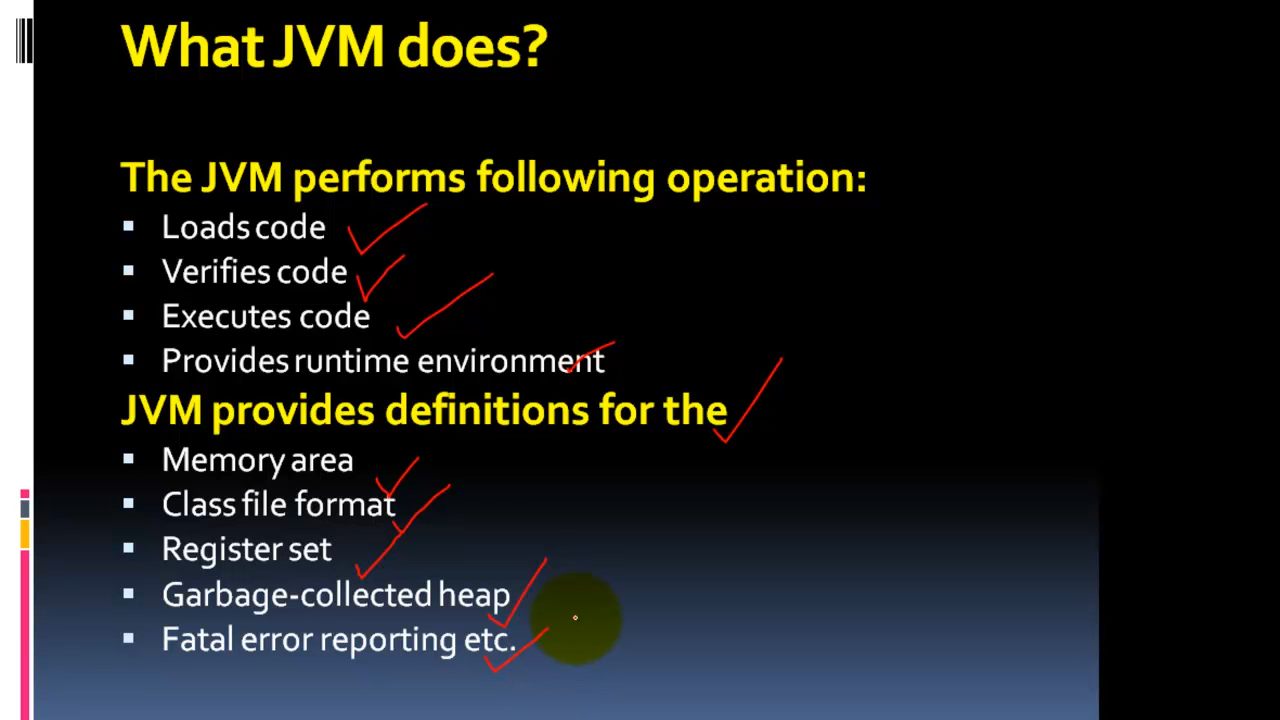 What JVM does?
The JVM performs following operation:
Loads code
Verifies code
Executes code
Provides runtime environment
JVM provides definitions for the
Memory area
Class file format
Register set
Garbage-collected heap
Fatal error reporting etc.